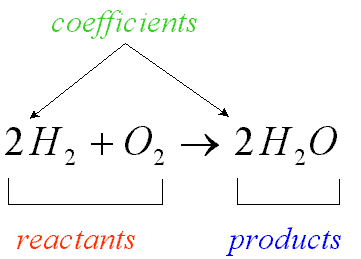 coefficients
2H₂ + O₂ → 2H₂O
reactants products